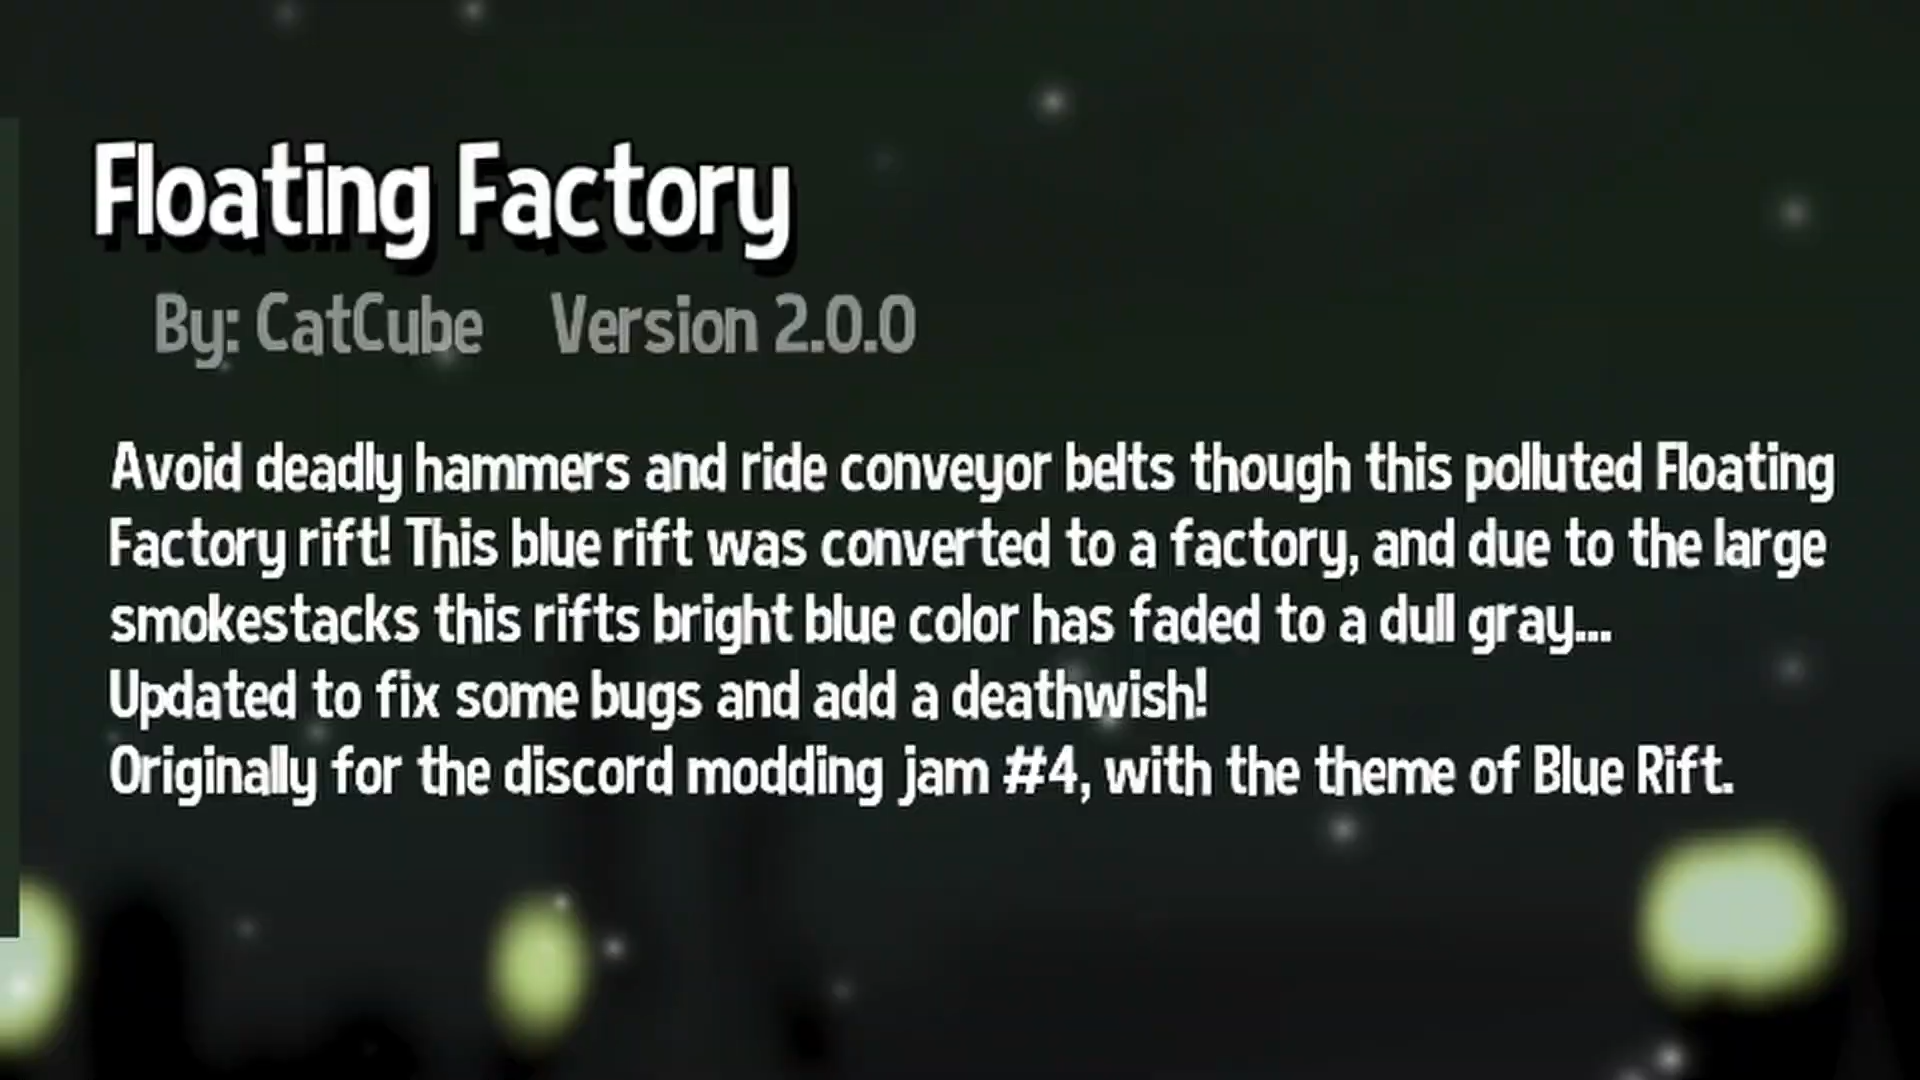 Floating Factory
By: CatCube Version 2.0.0
Avoid deadly hammers and ride conveyor belts though this polluted Floating
Factory rift! This blue rift was converted to a factory, and due to the large
smokestacks this rifts bright blue color has faded to a dull gray...
Updated to fix some bugs and add a deathwish!
Originally for the discord modding jam #4, with the theme of Blue Rift.